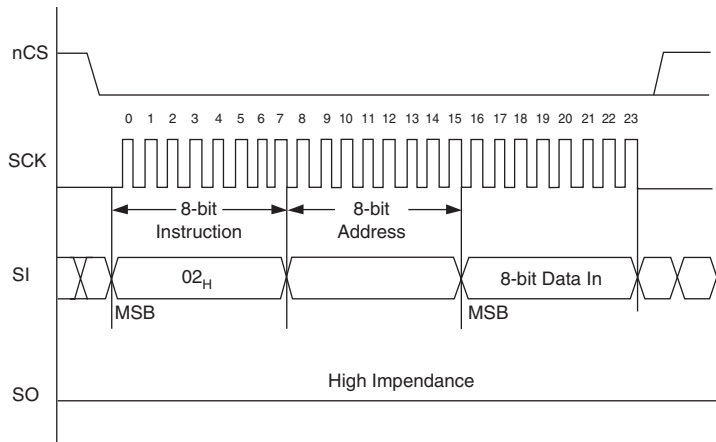 nCS
0 1 2 3 4 5 6 7 8 9 10 11 12 13 14 15 16 17 18 19 20 21 22 23
SCK
8-bit
Instruction
8-bit
Address
SI
02H
8-bit Data In
MSB
MSB
High Impendance
SO